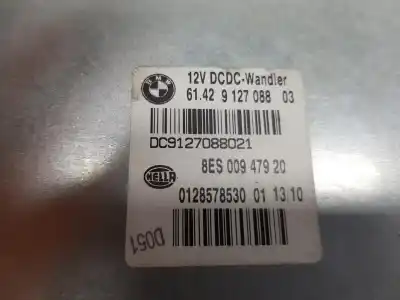 BMW
12V DCDC-Wandler
61.42 9 127 088 03
DC9127088021
8ES 009 479 20
HELLA
0128578530 01 13 10
D051